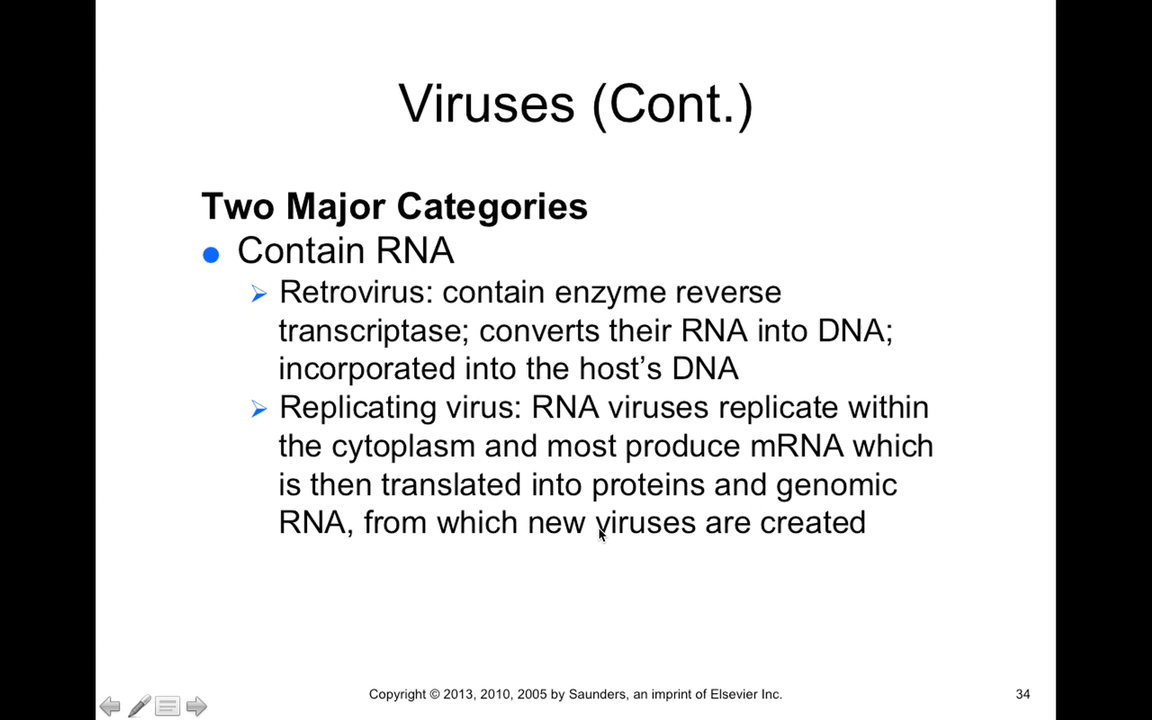 Viruses (Cont.)
Two Major Categories
● Contain RNA
➢ Retrovirus: contain enzyme reverse
transcriptase; converts their RNA into DNA;
incorporated into the host’s DNA
➢ Replicating virus: RNA viruses replicate within
the cytoplasm and most produce mRNA which
is then translated into proteins and genomic
RNA, from which new viruses are created
Copyright © 2013, 2010, 2005 by Saunders, an imprint of Elsevier Inc.
34